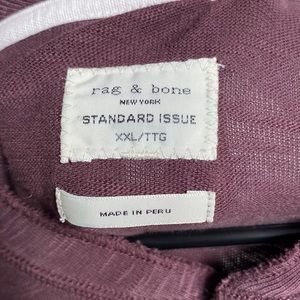 rag & bone
NEW YORK
STANDARD ISSUE
XXL/TTG
MADE IN PERU